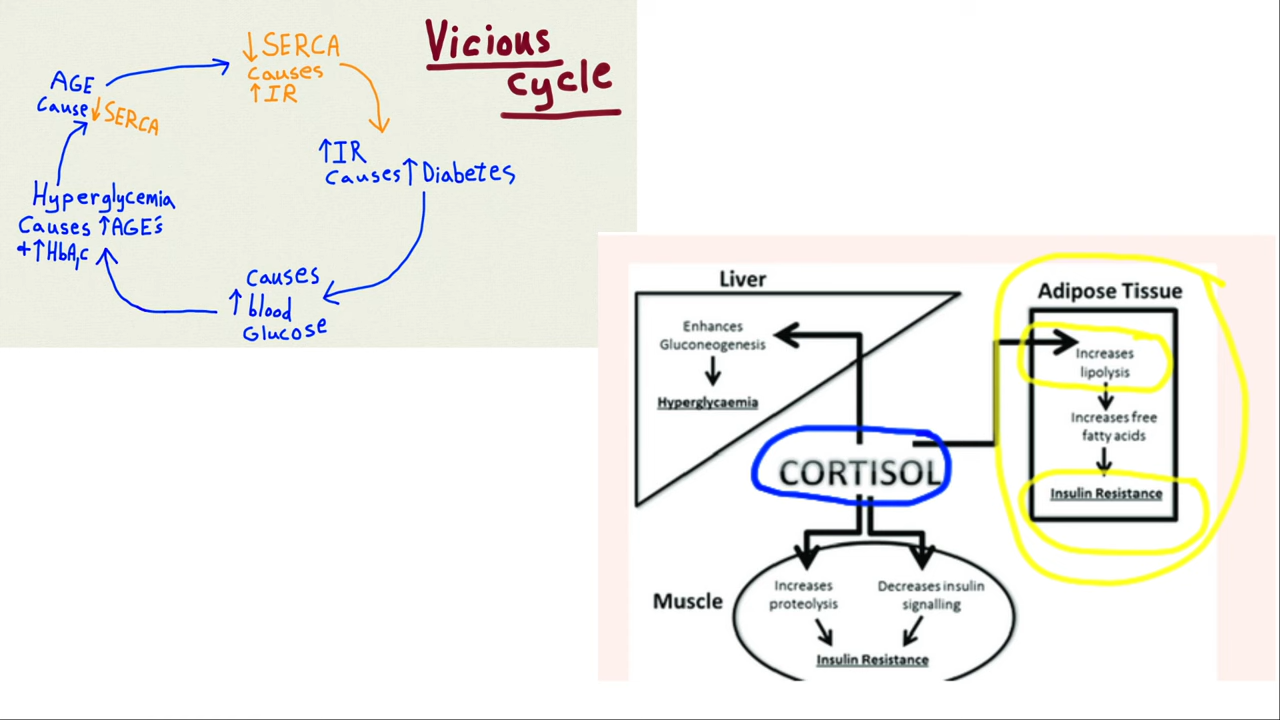 Vicious
cycle
↓ SERCA
causes
↑IR
↑IR
causes ↑ Diabetes
Causes
↑ blood
Glucose
Hyperglycemia
Causes ↑AGE's
+↑HbA1c
AGE
Cause ↓ SERCA
Liver
Enhances
Gluconeogenesis
Hyperglycaemia
CORTISOL
Adipose Tissue
Increases
lipolysis
Increases free
fatty acids
Insulin Resistance
Muscle
Increases
proteolysis
Decreases insulin
signalling
Insulin Resistance